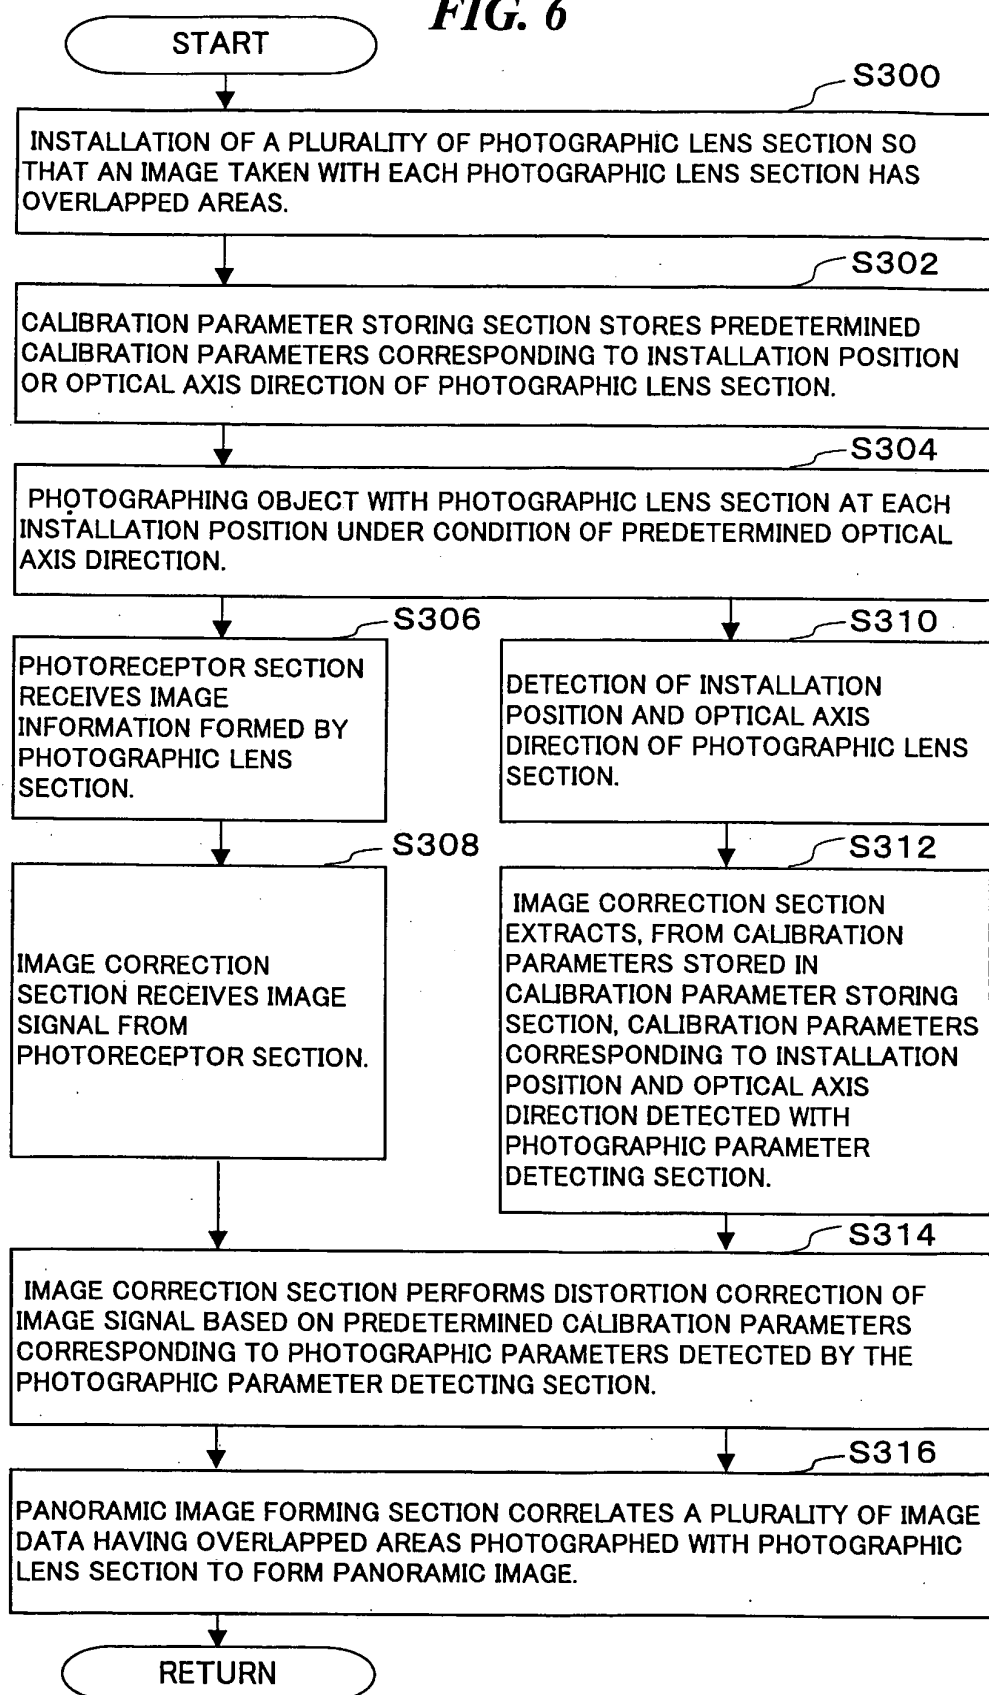 FIG. 6
START
S300
INSTALLATION OF A PLURALITY OF PHOTOGRAPHIC LENS SECTION SO
THAT AN IMAGE TAKEN WITH EACH PHOTOGRAPHIC LENS SECTION HAS
OVERLAPPED AREAS.
S302
CALIBRATION PARAMETER STORING SECTION STORES PREDETERMINED
CALIBRATION PARAMETERS CORRESPONDING TO INSTALLATION POSITION
OR OPTICAL AXIS DIRECTION OF PHOTOGRAPHIC LENS SECTION.
S304
PHOTOGRAPHING OBJECT WITH PHOTOGRAPHIC LENS SECTION AT EACH
INSTALLATION POSITION UNDER CONDITION OF PREDETERMINED OPTICAL
AXIS DIRECTION.
S306
PHOTORECEPTOR SECTION
RECEIVES IMAGE
INFORMATION FORMED BY
PHOTOGRAPHIC LENS
SECTION.
S308
IMAGE CORRECTION
SECTION RECEIVES IMAGE
SIGNAL FROM
PHOTORECEPTOR SECTION.
S310
DETECTION OF INSTALLATION
POSITION AND OPTICAL AXIS
DIRECTION OF PHOTOGRAPHIC LENS
SECTION.
S312
IMAGE CORRECTION SECTION
EXTRACTS, FROM CALIBRATION
PARAMETERS STORED IN
CALIBRATION PARAMETER STORING
SECTION, CALIBRATION PARAMETERS
CORRESPONDING TO INSTALLATION
POSITION AND OPTICAL AXIS
DIRECTION DETECTED WITH
PHOTOGRAPHIC PARAMETER
DETECTING SECTION.
S314
IMAGE CORRECTION SECTION PERFORMS DISTORTION CORRECTION OF
IMAGE SIGNAL BASED ON PREDETERMINED CALIBRATION PARAMETERS
CORRESPONDING TO PHOTOGRAPHIC PARAMETERS DETECTED BY THE
PHOTOGRAPHIC PARAMETER DETECTING SECTION.
S316
PANORAMIC IMAGE FORMING SECTION CORRELATES A PLURALITY OF IMAGE
DATA HAVING OVERLAPPED AREAS PHOTOGRAPHED WITH PHOTOGRAPHIC
LENS SECTION TO FORM PANORAMIC IMAGE.
RETURN